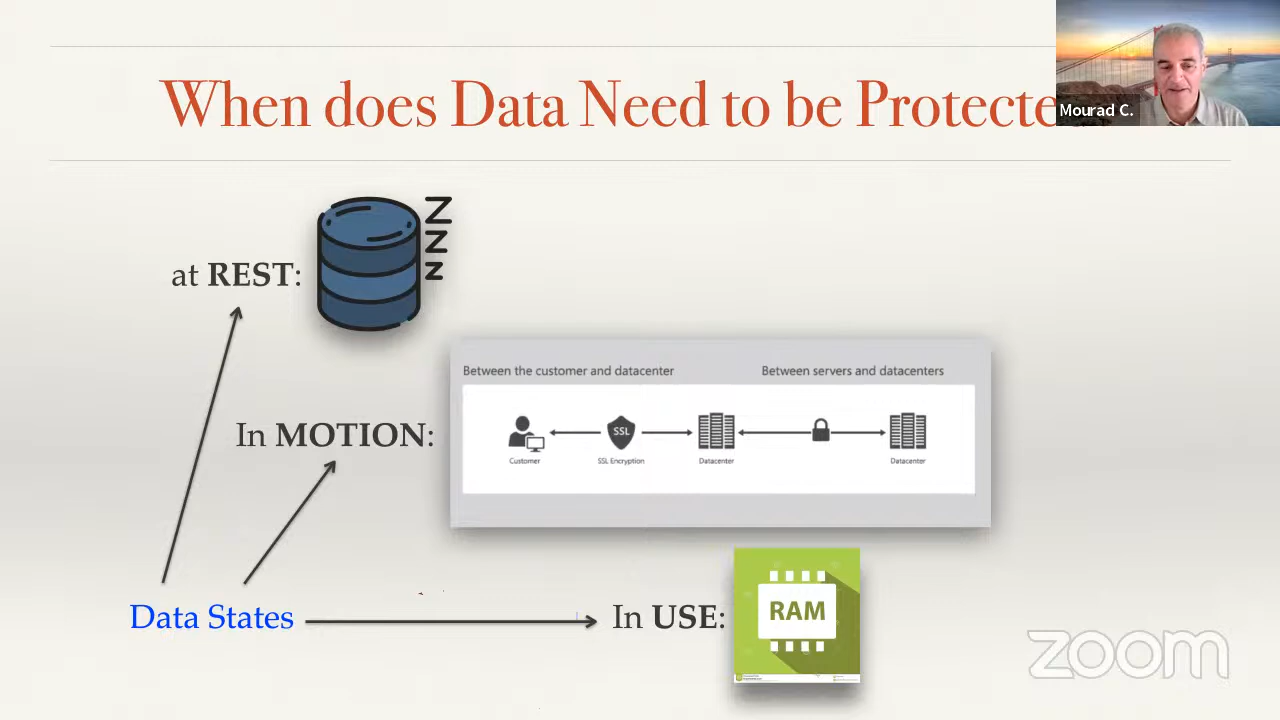 When does Data Need to be Protecte
Mourad C.
Z
Z
Z
at REST:
Between the customer and datacenter
Between servers and datacenters
In MOTION:
SSL
Customer
SSL Encryption
Datacenter
Datacenter
Data States
In USE:
RAM
zoom